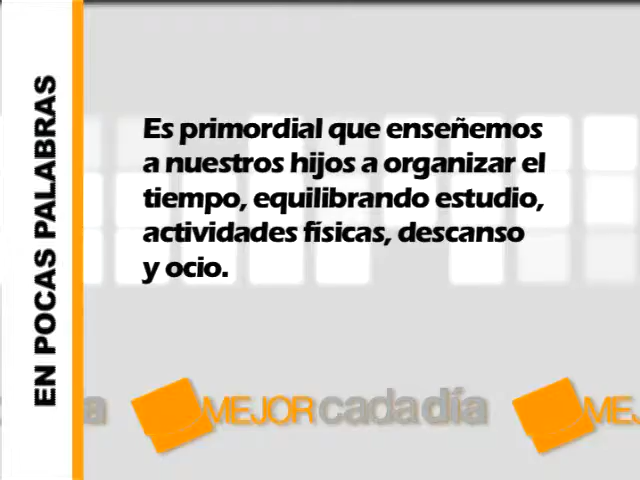 EN POCAS PALABRAS
Es primordial que enseñemos
a nuestros hijos a organizar el
tiempo, equilibrando estudio,
actividades físicas, descanso
y ocio.
a MEJOR cada día MEJ